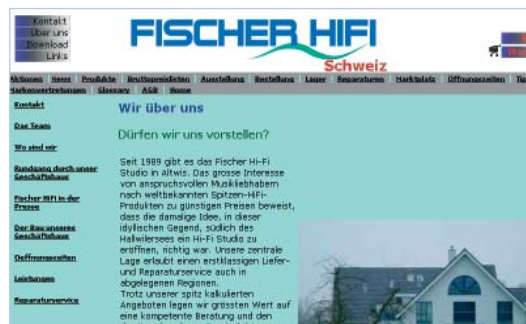 Kontakt
Über uns
Download
Links
FISCHER HIFI
Schweiz
Aktionen News Produkte Bruttopreislisten Ausstellung Bestellung Lager Reparaturen Marktplatz Öffnungszeiten
Markenvertretungen Glossary AGB Home
Kontakt
Das Team
Wo sind wir
Rundgang durch unser
Geschäftshaus
Fischer HiFi in der
Presse
Der Bau unseres
Geschäftshaus
Oeffnungszeiten
Leistungen
Reparaturservice
Wir über uns
Dürfen wir uns vorstellen?
Seit 1989 gibt es das Fischer Hi-Fi
Studio in Altwis. Das grosse Interesse
von anspruchsvollen Musikliebhabern
nach weltbekannten Spitzen-HiFi-
Produkten zu günstigen Preisen beweist,
dass die damalige Idee, in dieser
idyllischen Gegend, südlich des
Hallwilersees ein Hi-Fi Studio zu
eröffnen, richtig war. Unsere zentrale
Lage erlaubt einen erstklassigen Liefer-
und Reparaturservice auch in
abgelegenen Regionen.
Trotz unserer spitz kalkulierten
Angeboten legen wir grössten Wert auf
eine kompetente Beratung und den